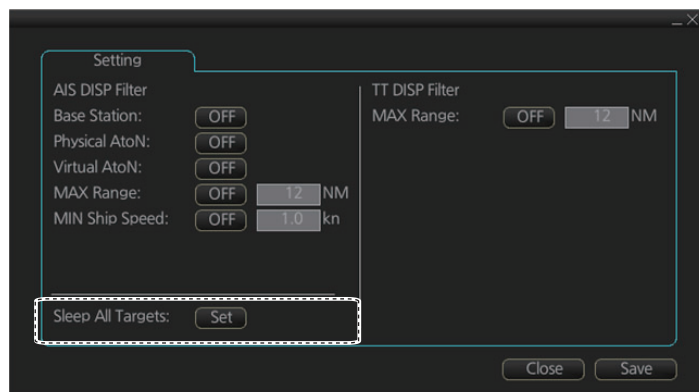 Setting
AIS DISP Filter
Base Station: OFF
Physical AtoN: OFF
Virtual AtoN: OFF
MAX Range: OFF 12 NM
MIN Ship Speed: OFF 1.0 kn
Sleep All Targets: Set
TT DISP Filter
MAX Range: OFF 12 NM
Close Save